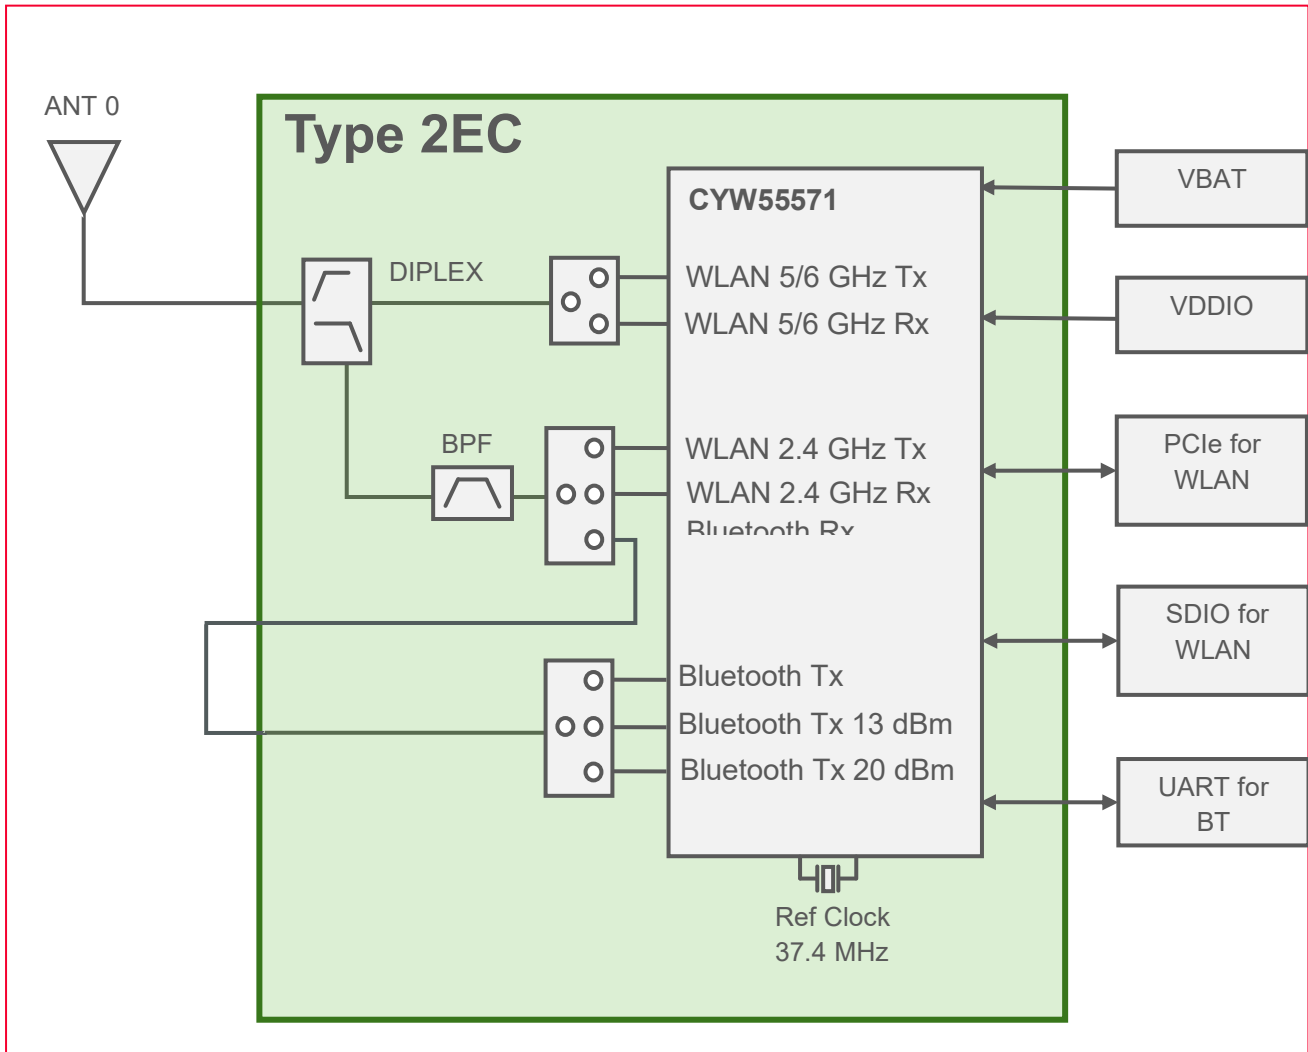 ANT 0
Type 2EC
CYW55571
DIPLEX
WLAN 5/6 GHz Tx
WLAN 5/6 GHz Rx
BPF
WLAN 2.4 GHz Tx
WLAN 2.4 GHz Rx
Bluetooth Rx
Bluetooth Tx
Bluetooth Tx 13 dBm
Bluetooth Tx 20 dBm
Ref Clock
37.4 MHz
VBAT
VDDIO
PCIe for
WLAN
SDIO for
WLAN
UART for
BT